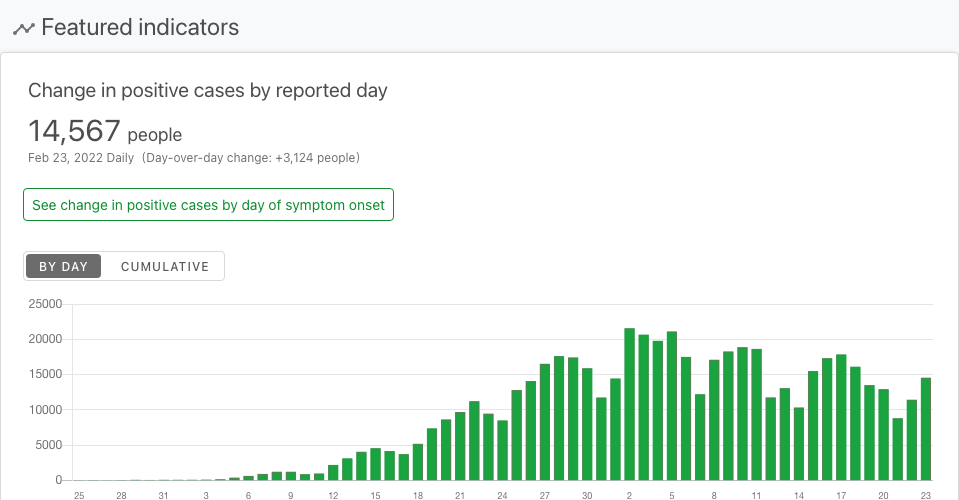 Featured indicators
Change in positive cases by reported day
14,567 people
Feb 23, 2022 Daily (Day-over-day change: +3,124 people)
See change in positive cases by day of symptom onset
BY DAY CUMULATIVE
25000
20000
15000
10000
5000
0
25 28 31 3 6 9 12 15 18 21 24 27 30 2 5 8 11 14 17 20 23